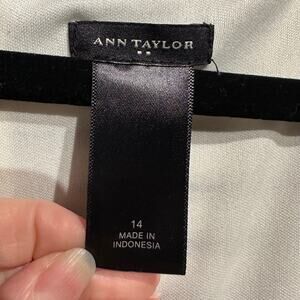 ANN TAYLOR
14
MADE IN
INDONESIA